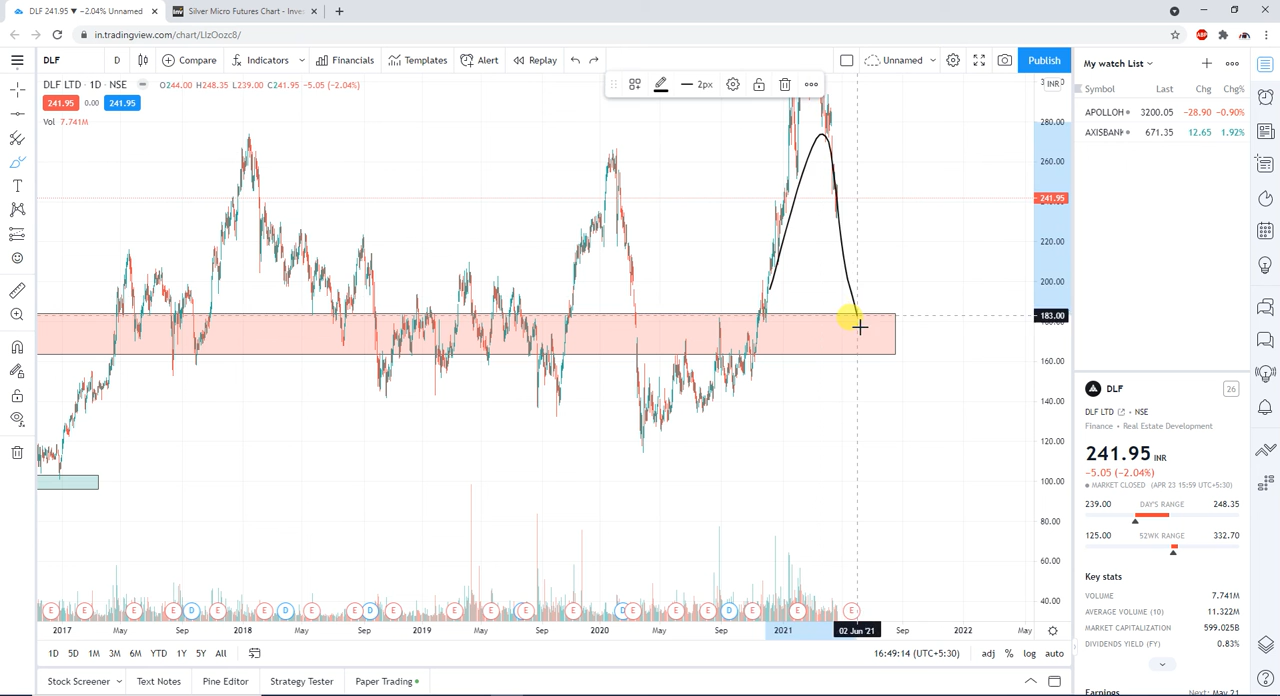 DLF 241.95 ▼ −2.04% Unnamed
Silver Micro Futures Chart - Inve
in.tradingview.com/chart/LIzOozc8/
DLF D Compare Indicators Financials Templates Alert Replay Unnamed Publish
My watch List
DLF LTD · 1D · NSE O244.00 H248.35 L239.00 C241.95 −5.05 (−2.04%)
2px
INR
Symbol Last Chg Chg%
241.95 0.00 241.95
Vol 7.741M
APOLLOH 3200.05 −28.90 −0.90%
AXISBANK 671.35 12.65 1.92%
280.00
260.00
241.95
220.00
200.00
183.00
160.00
140.00
120.00
100.00
80.00
60.00
40.00
DLF 26
DLF LTD • NSE
Finance • Real Estate Development
241.95 INR
−5.05 (−2.04%)
MARKET CLOSED (APR 23 15:59 UTC+5:30)
239.00 DAY'S RANGE 248.35
125.00 52WK RANGE 332.70
Key stats
VOLUME 7.741M
AVERAGE VOLUME (10) 11.322M
MARKET CAPITALIZATION 599.025B
DIVIDENDS YIELD (FY) 0.83%
E E E E D E E D E E D E E E E E D E E E D E E E
2017 May Sep 2018 May Sep 2019 May Sep 2020 May Sep 2021 02 Jun '21 Sep 2022 May
1D 5D 1M 3M 6M YTD 1Y 5Y All 16:49:14 (UTC+5:30) adj % log auto
Stock Screener Text Notes Pine Editor Strategy Tester Paper Trading